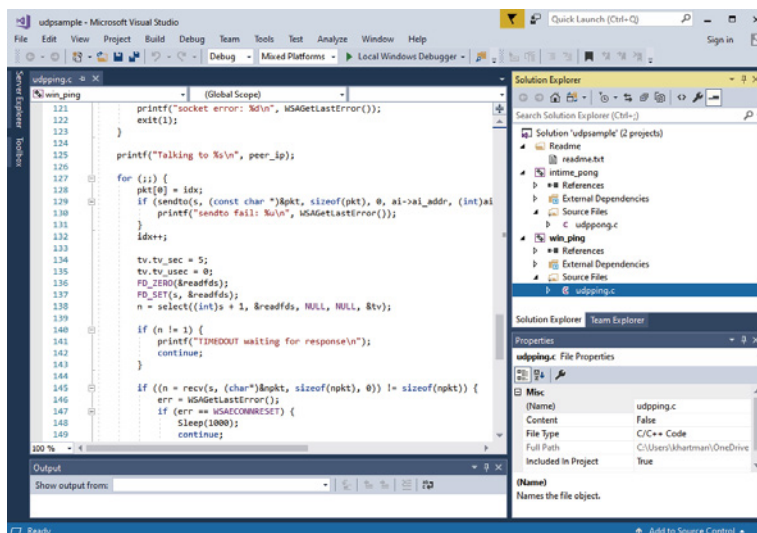 udpsample - Microsoft Visual Studio
Quick Launch (Ctrl+Q)
File Edit View Project Build Debug Team Tools Test Analyze Window Help
Sign in
Debug Mixed Platforms Local Windows Debugger
Server Explorer
Toolbox
udpping.c
win_ping (Global Scope)
121 printf("socket error: %d\n", WSAGetLastError());
122 exit(1);
123 }
124
125 printf("Talking to %s\n", peer_ip);
126
127 for (;;) {
128 pkt[0] = idx;
129 if (sendto(s, (const char *)&pkt, sizeof(pkt), 0, ai->ai_addr, (int)ai
130 printf("sendto fail: %u\n", WSAGetLastError());
131 }
132 idx++;
133
134 tv.tv_sec = 5;
135 tv.tv_usec = 0;
136 FD_ZERO(&readfds);
137 FD_SET(s, &readfds);
138 n = select((int)s + 1, &readfds, NULL, NULL, &tv);
139
140 if (n != 1) {
141 printf("TIMEDOUT waiting for response\n");
142 continue;
143 }
144
145 if ((n = recv(s, (char*)&npkt, sizeof(npkt), 0)) != sizeof(npkt)) {
146 err = WSAGetLastError();
147 if (err == WSAECONNRESET) {
148 Sleep(1000);
149 continue;
100 %
Output
Show output from:
Solution Explorer
Search Solution Explorer (Ctrl+;)
Solution 'udpsample' (2 projects)
Readme
readme.txt
intime_pong
References
External Dependencies
Source Files
udppong.c
win_ping
References
External Dependencies
Source Files
udpping.c
Solution Explorer Team Explorer
Properties
udpping.c File Properties
Misc
(Name) udpping.c
Content False
File Type C/C++ Code
Full Path C:\Users\khartman\OneDrive
Included In Project True
(Name)
Names the file object.
Ready
Add to Source Control